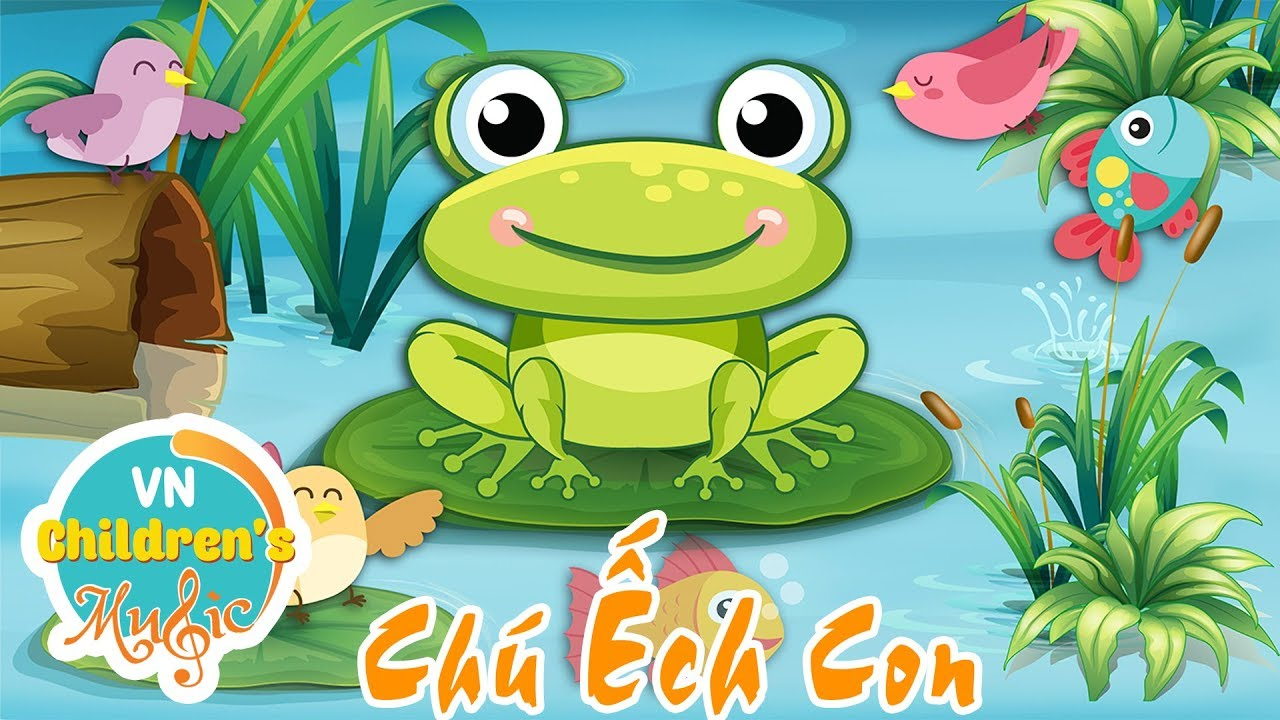 VN
Children's
Music
Chú Ếch Con